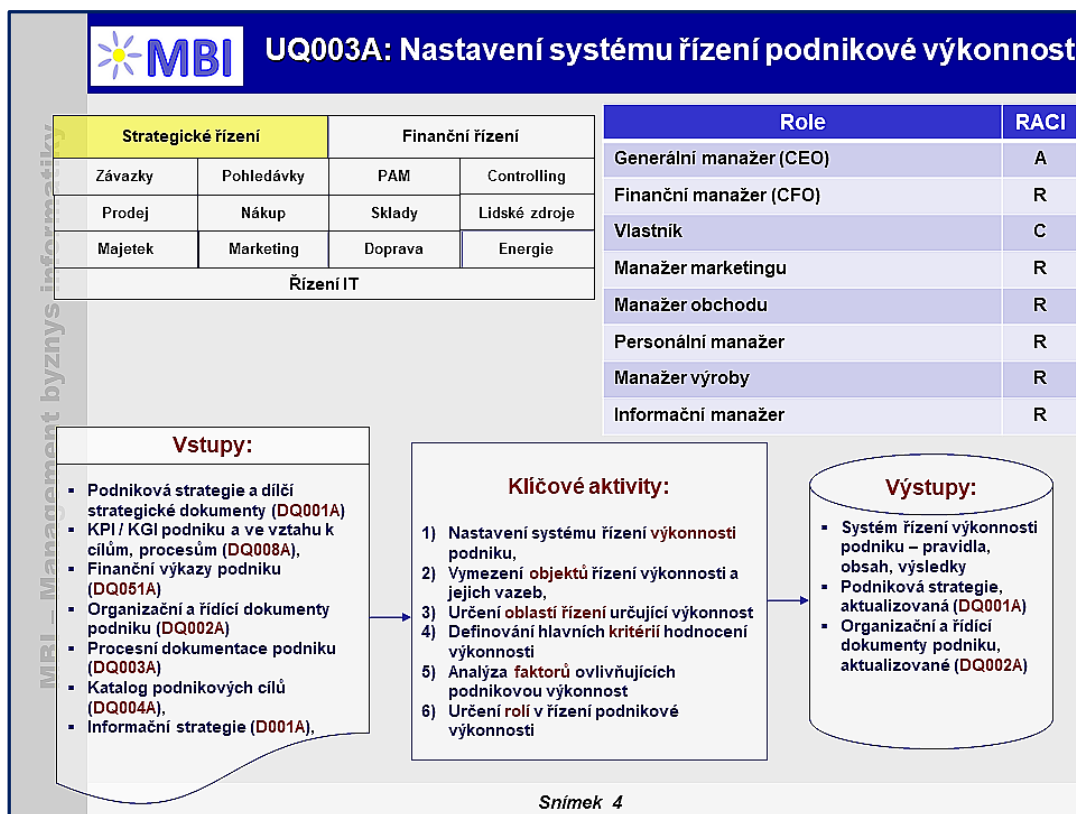 MBI
UQ003A: Nastavení systému řízení podnikové výkonnost
MBI – Management byznys informatiky
Strategické řízení Finanční řízení
Závazky Pohledávky PAM Controlling
Prodej Nákup Sklady Lidské zdroje
Majetek Marketing Doprava Energie
Řízení IT
Role RACI
Generální manažer (CEO) A
Finanční manažer (CFO) R
Vlastník C
Manažer marketingu R
Manažer obchodu R
Personální manažer R
Manažer výroby R
Informační manažer R
Vstupy:
▪ Podniková strategie a dílčí
strategické dokumenty (DQ001A)
▪ KPI / KGI podniku a ve vztahu k
cílům, procesům (DQ008A),
▪ Finanční výkazy podniku
(DQ051A)
▪ Organizační a řídící dokumenty
podniku (DQ002A)
▪ Procesní dokumentace podniku
(DQ003A)
▪ Katalog podnikových cílů
(DQ004A),
▪ Informační strategie (D001A),
Klíčové aktivity:
1) Nastavení systému řízení výkonnosti
podniku,
2) Vymezení objektů řízení výkonnosti a
jejich vazeb,
3) Určení oblastí řízení určující výkonnost
4) Definování hlavních kritérií hodnocení
výkonnosti
5) Analýza faktorů ovlivňujících
podnikovou výkonnost
6) Určení rolí v řízení podnikové
výkonnosti
Výstupy:
▪ Systém řízení výkonnosti
podniku – pravidla,
obsah, výsledky
▪ Podniková strategie,
aktualizovaná (DQ001A)
▪ Organizační a řídící
dokumenty podniku,
aktualizované (DQ002A)
Snímek 4